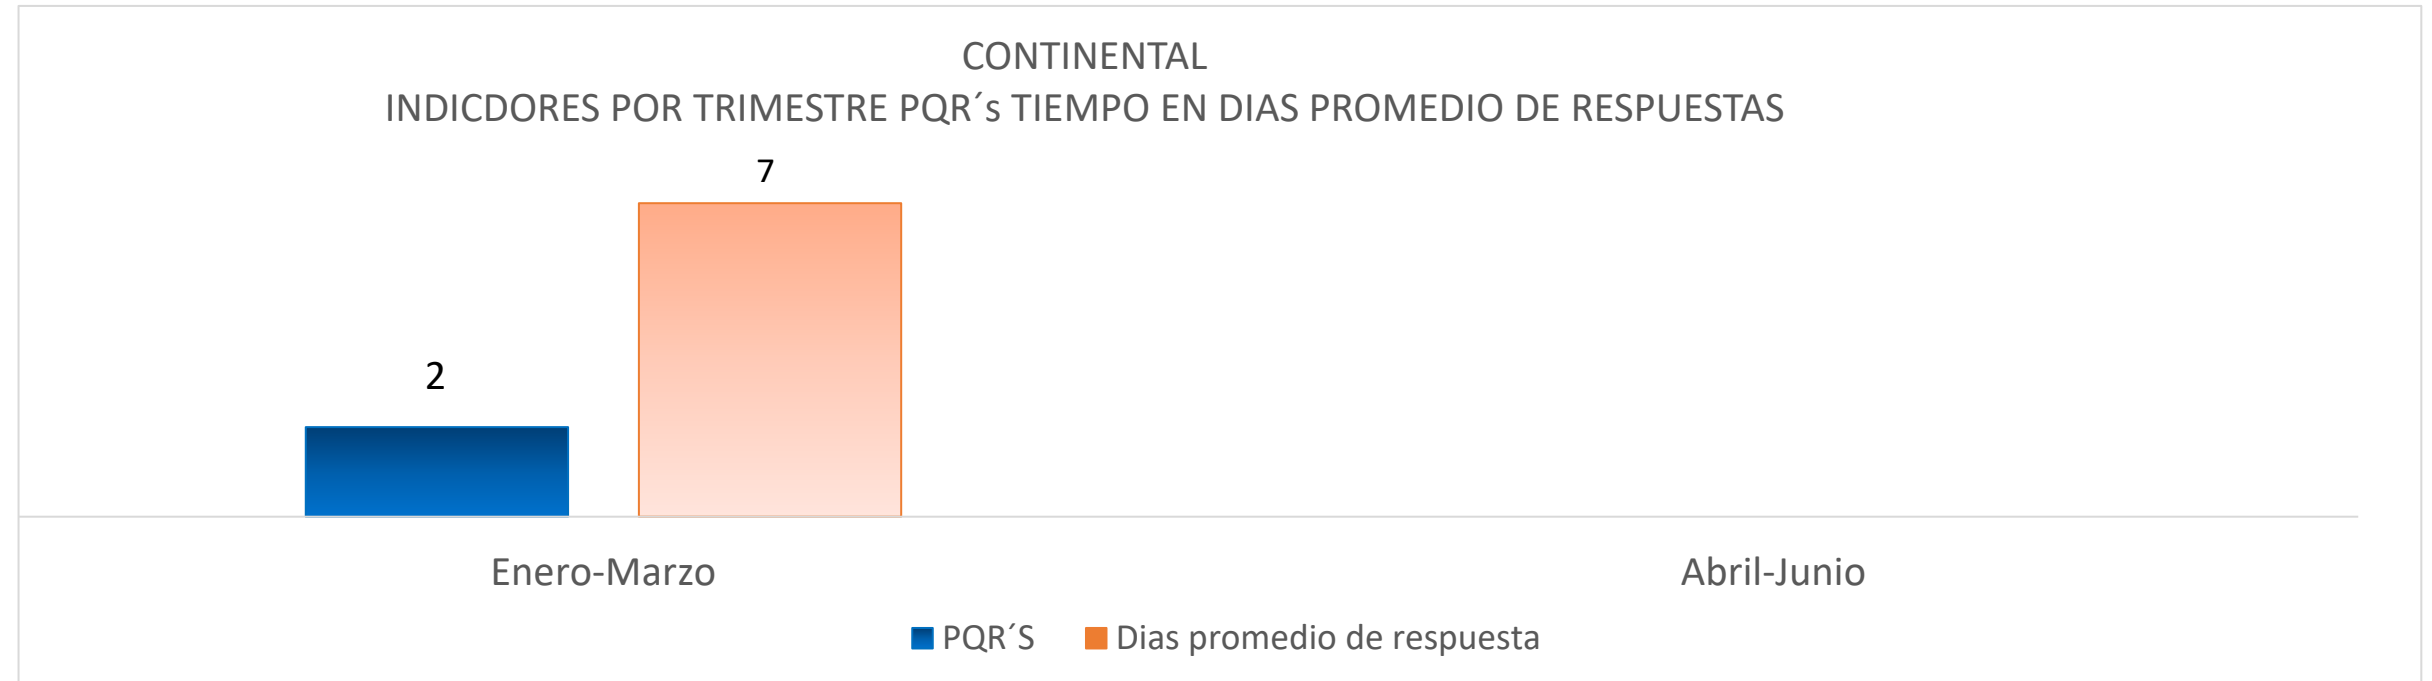 CONTINENTAL
INDICDORES POR TRIMESTRE PQR´s TIEMPO EN DIAS PROMEDIO DE RESPUESTAS
7
2
Enero-Marzo
Abril-Junio
PQR´S
Dias promedio de respuesta